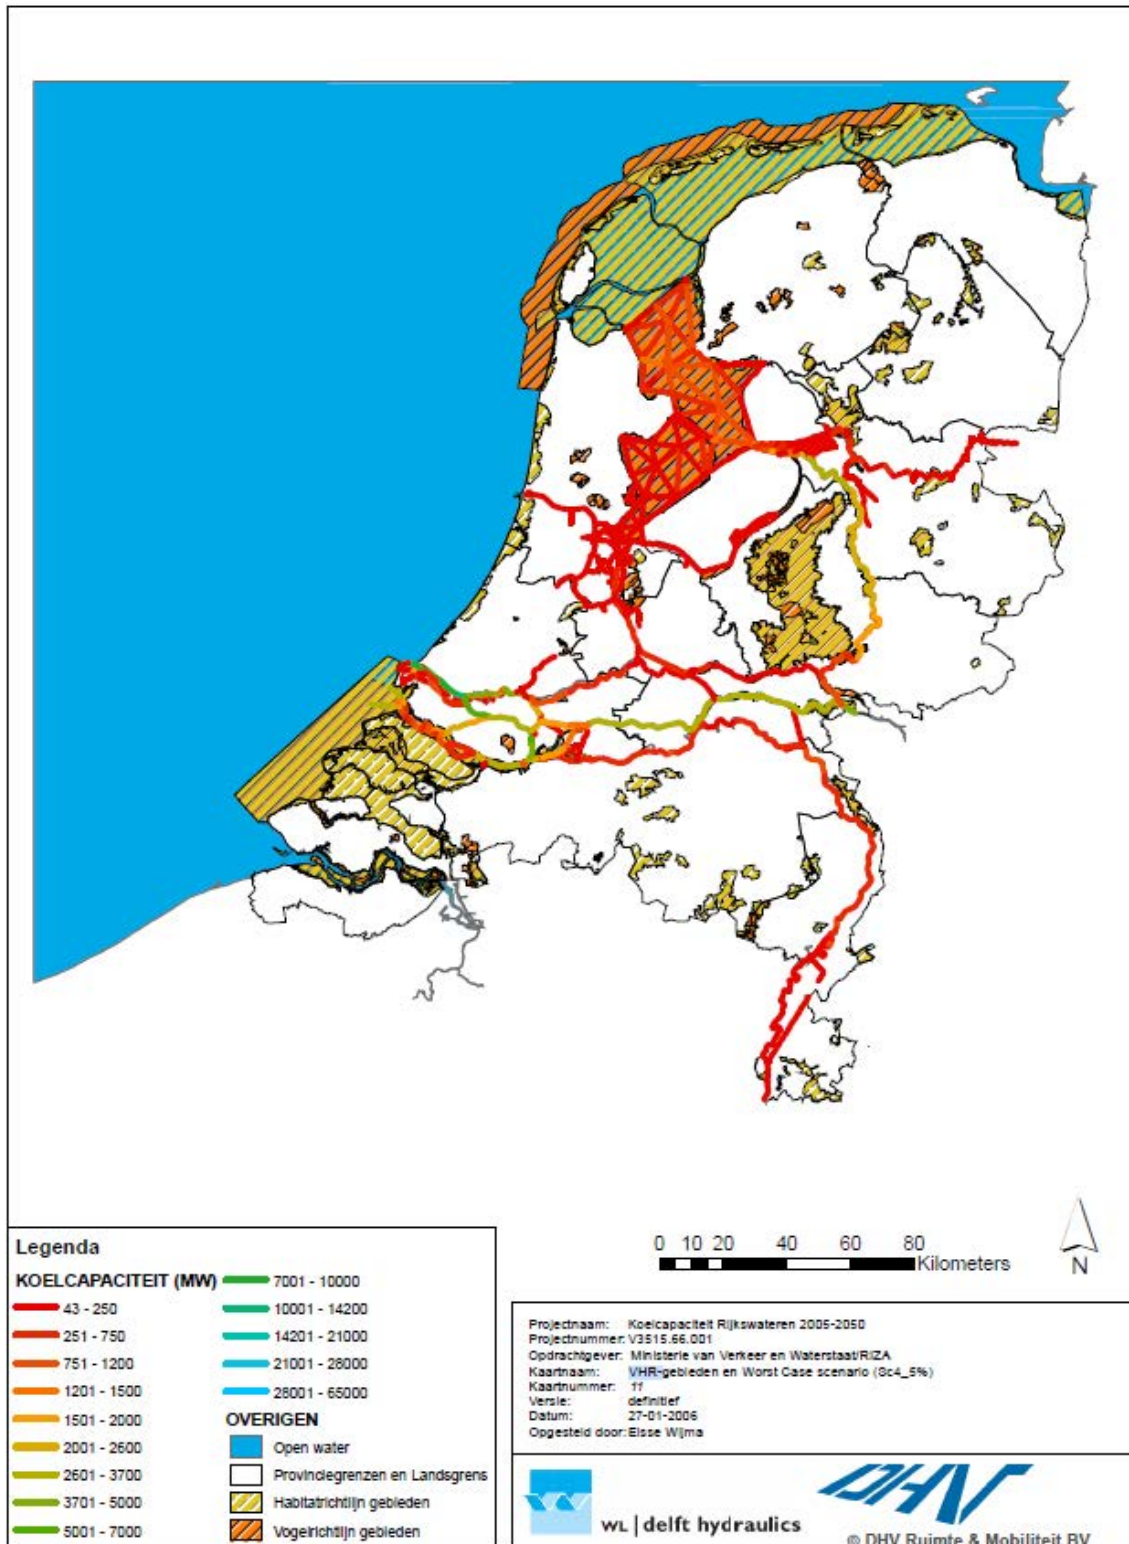 0 10 20 40 60 80
Kilometers
N
Legenda
KOELCAPACITEIT (MW)
43 - 250
251 - 750
751 - 1200
1201 - 1500
1501 - 2000
2001 - 2600
2601 - 3700
3701 - 5000
5001 - 7000
7001 - 10000
10001 - 14200
14201 - 21000
21001 - 28000
28001 - 65000
OVERIGEN
Open water
Provinciegrenzen en Landsgrens
Habitatrichtlijn gebieden
Vogelrichtlijn gebieden
Projectnaam: Koelcapaciteit Rijkswateren 2005-2050
Projectnummer: V3515.66.001
Opdrachtgever: Ministerie van Verkeer en Waterstaat/RIZA
Kaartnaam: VHR-gebieden en Worst Case scenario (Sc4_5%)
Kaartnummer: 11
Versie: definitief
Datum: 27-01-2006
Opgesteld door: Elsse Wijma
WL | delft hydraulics
DHV
© DHV Ruimte & Mobiliteit BV